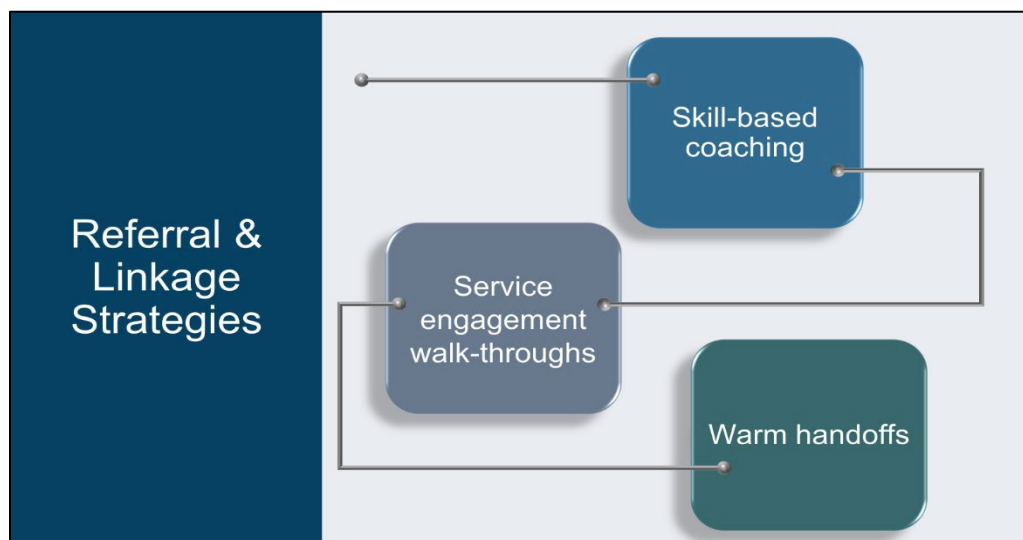 Referral &
Linkage
Strategies
Skill-based
coaching
Service
engagement
walk-throughs
Warm handoffs